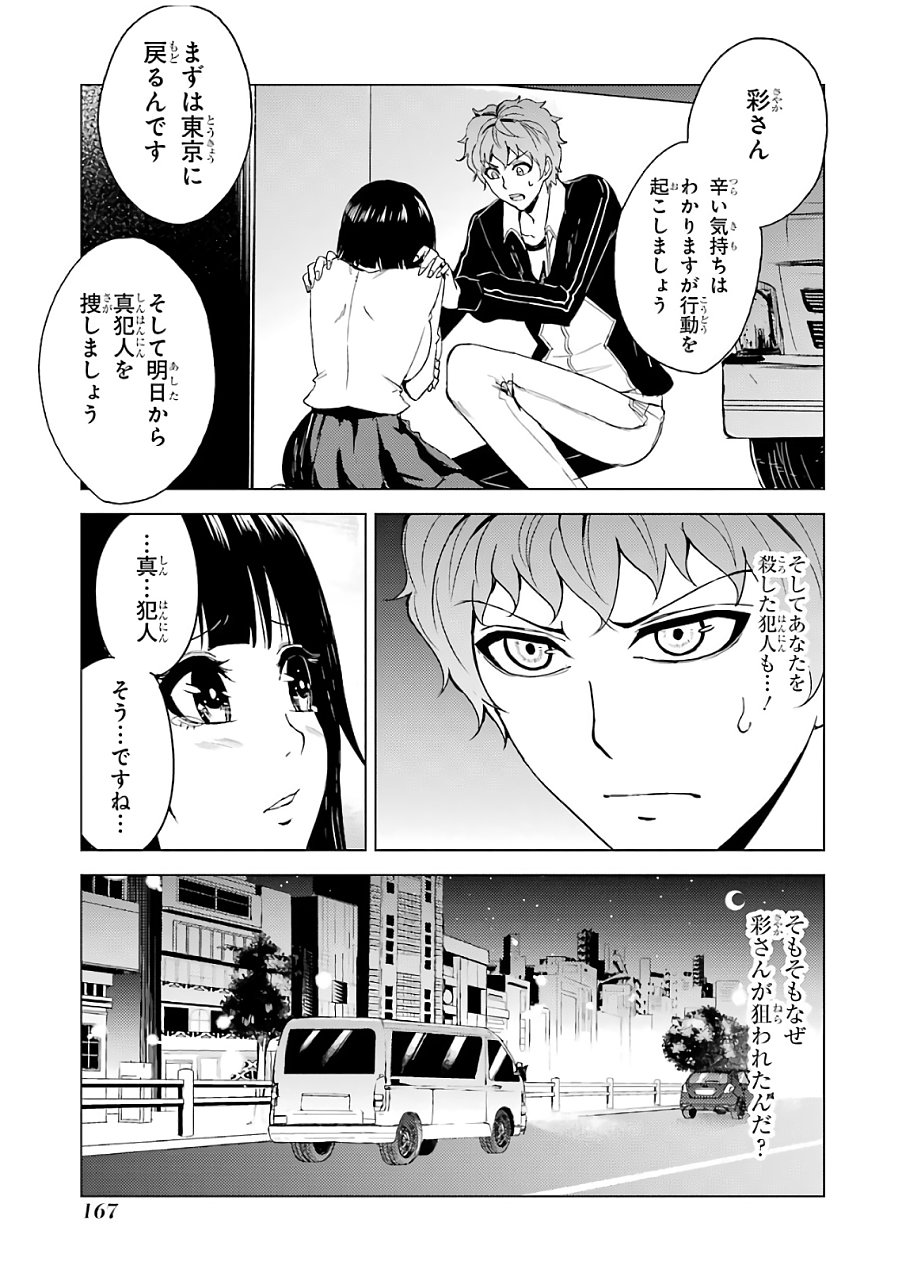 彩さん
辛い気持ちは
わかりますが行動を
起こしましょう
まずは東京に
戻るんです
そして明日から
真犯人を
捜しましょう
そしてあなたを
殺した犯人も…！
…真…犯人
そう…ですね…
そもそもなぜ
彩さんが狙われたんだ？
167